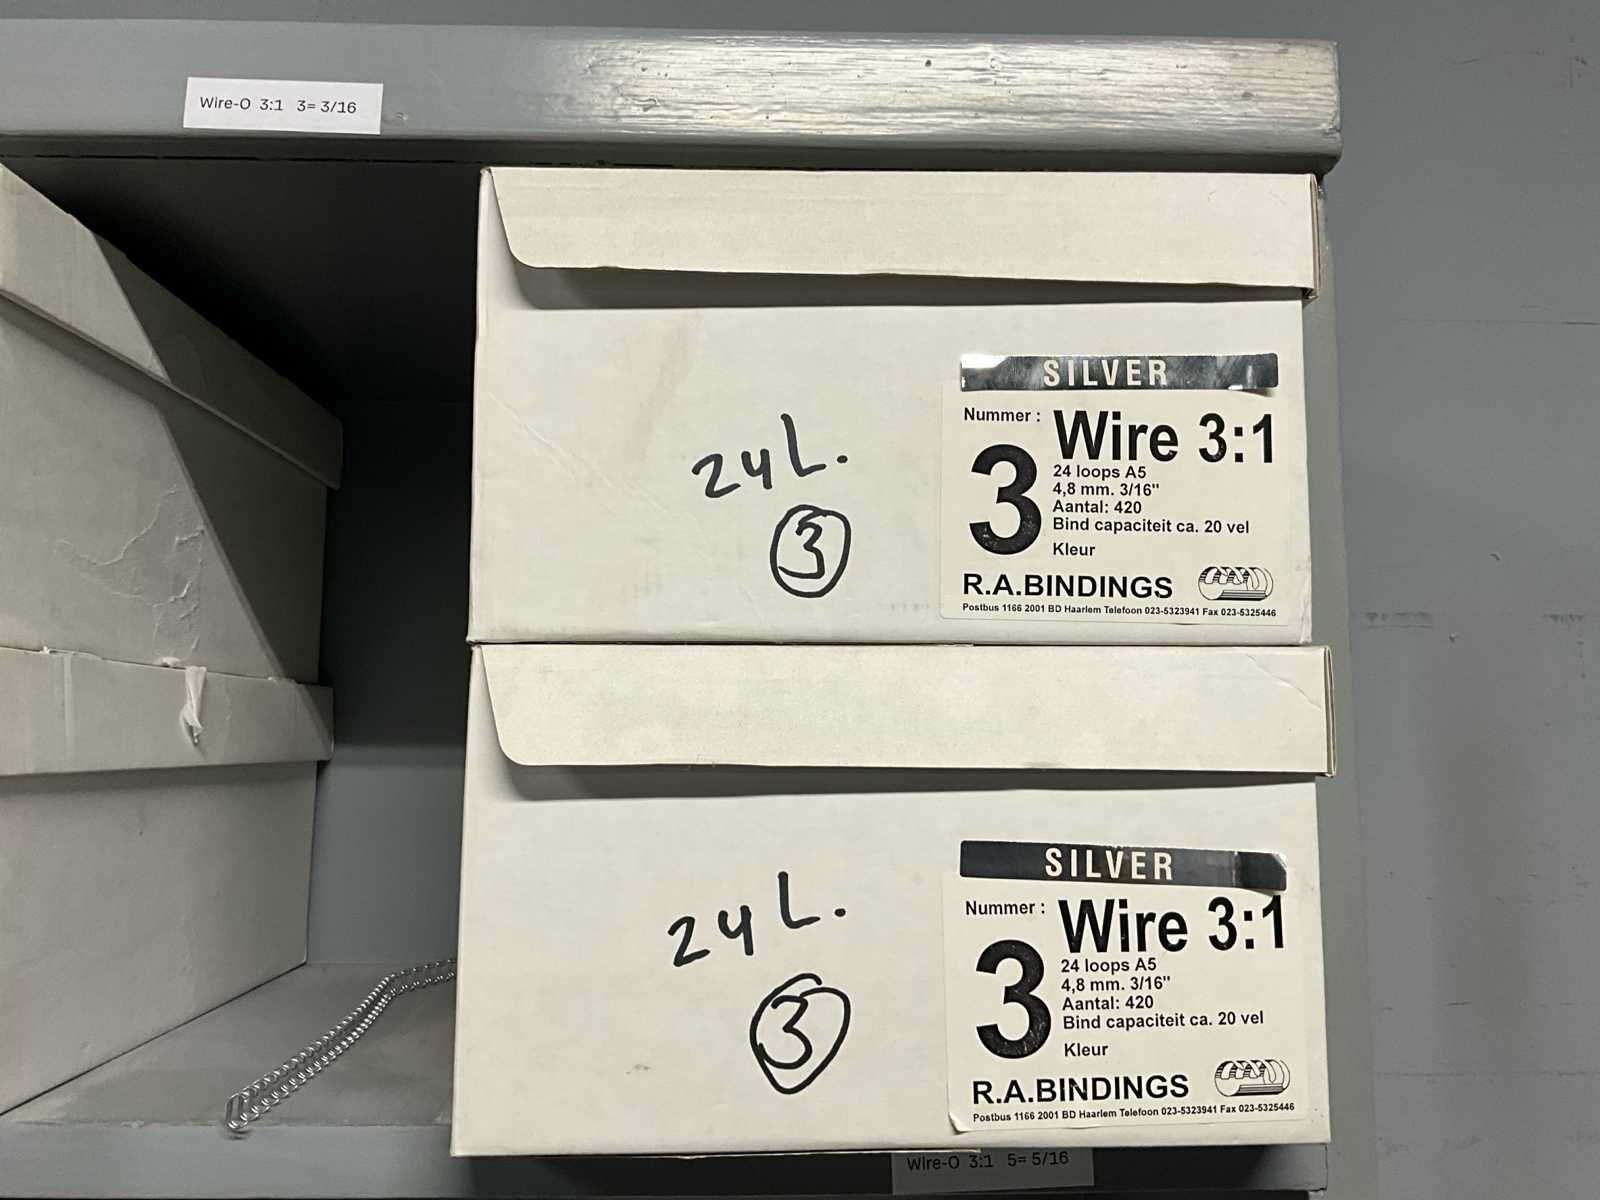 Wire-O 3:1 3= 3/16
SILVER
Nummer : Wire 3:1
3
24 loops A5
4,8 mm. 3/16"
Aantal: 420
Bind capaciteit ca. 20 vel
Kleur
R.A.BINDINGS
Postbus 1166 2001 BD Haarlem Telefoon 023-5323941 Fax 023-5325446
24 L.
3
SILVER
Nummer : Wire 3:1
3
24 loops A5
4,8 mm. 3/16"
Aantal: 420
Bind capaciteit ca. 20 vel
Kleur
R.A.BINDINGS
Postbus 1166 2001 BD Haarlem Telefoon 023-5323941 Fax 023-5325446
24 L.
3
Wire-O 3:1 5= 5/16